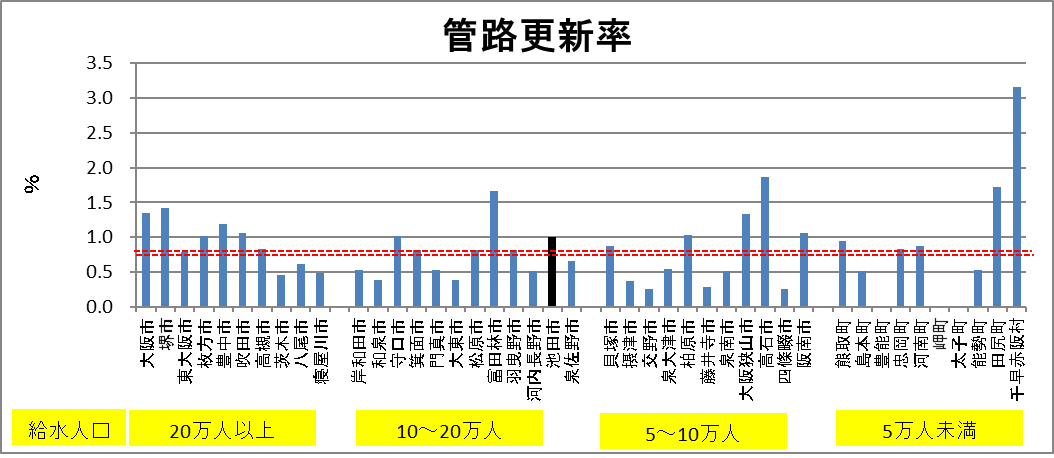 管路更新率
3.5
3.0
2.5
2.0
1.5
1.0
0.5
0.0
%
大阪市
堺市
東大阪市
枚方市
豊中市
吹田市
高槻市
茨木市
八尾市
寝屋川市
岸和田市
和泉市
守口市
箕面市
門真市
大東市
松原市
富田林市
羽曳野市
河内長野市
池田市
泉佐野市
貝塚市
摂津市
交野市
泉大津市
柏原市
藤井寺市
泉南市
大阪狭山市
高石市
四條畷市
阪南市
熊取町
島本町
豊能町
忠岡町
河南町
岬町
太子町
能勢町
田尻町
千早赤阪村
給水人口
20万人以上
10～20万人
5～10万人
5万人未満